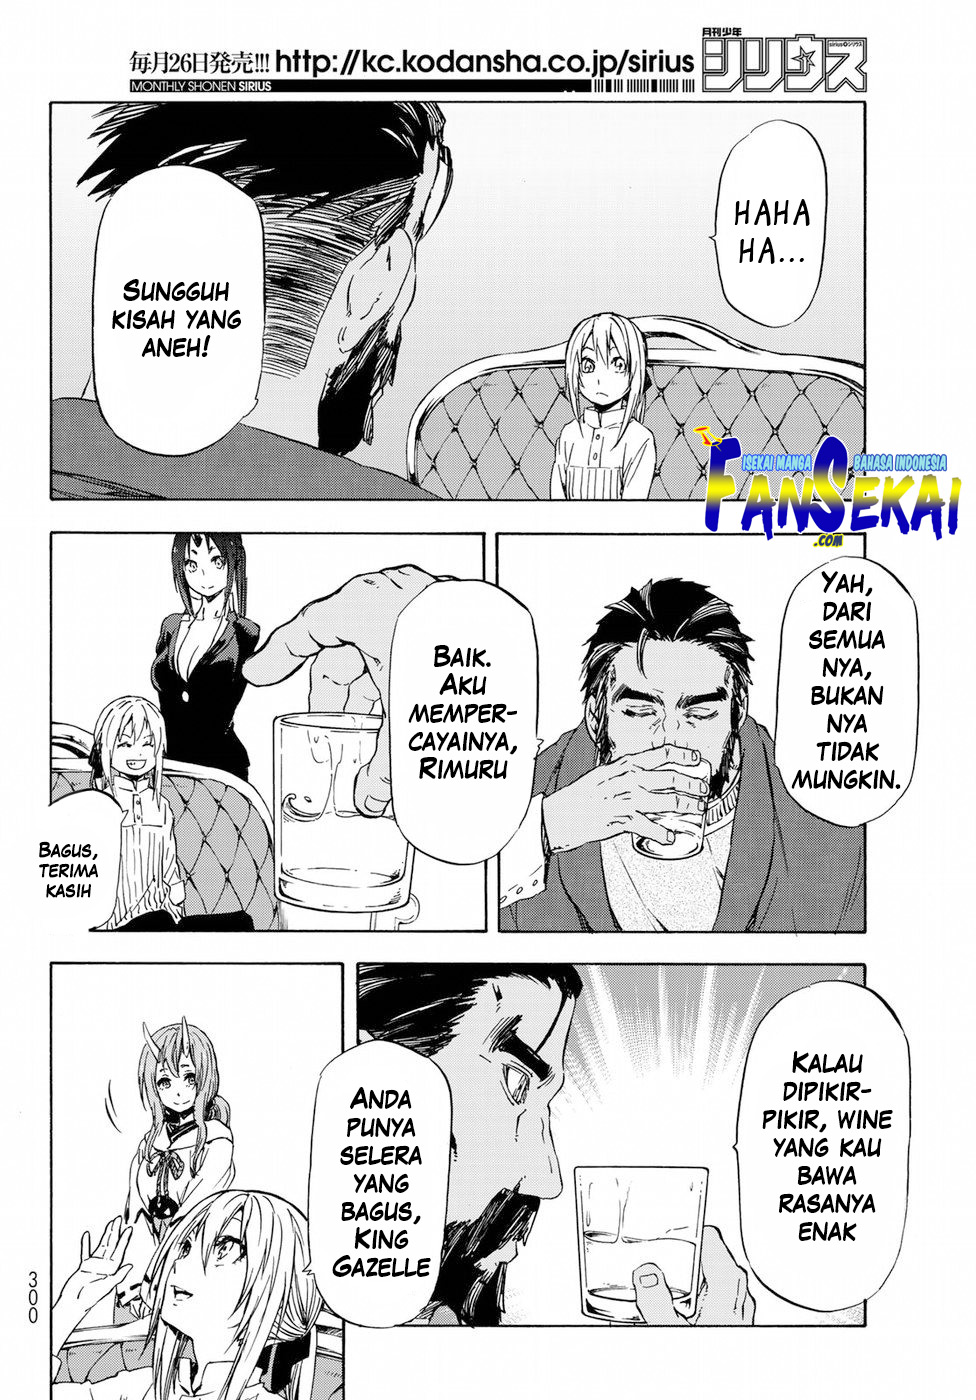 毎月26日発売!!! http://kc.kodansha.co.jp/sirius
MONTHLY SHONEN SIRIUS
月刊少年
シリウス
HAHA
HA...
SUNGGUH
KISAH YANG
ANEH!
ISEKAI MANGA BAHASA INDONESIA
FANSEKAI
.COM
YAH,
DARI
SEMUA
NYA,
BUKAN
NYA
TIDAK
MUNGKIN.
BAIK.
AKU
MEMPER-
CAYAINYA,
RIMURU
BAGUS,
TERIMA
KASIH
KALAU
DIPIKIR-
PIKIR, WINE
YANG KAU
BAWA
RASANYA
ENAK
ANDA
PUNYA
SELERA
YANG
BAGUS,
KING
GAZELLE
300